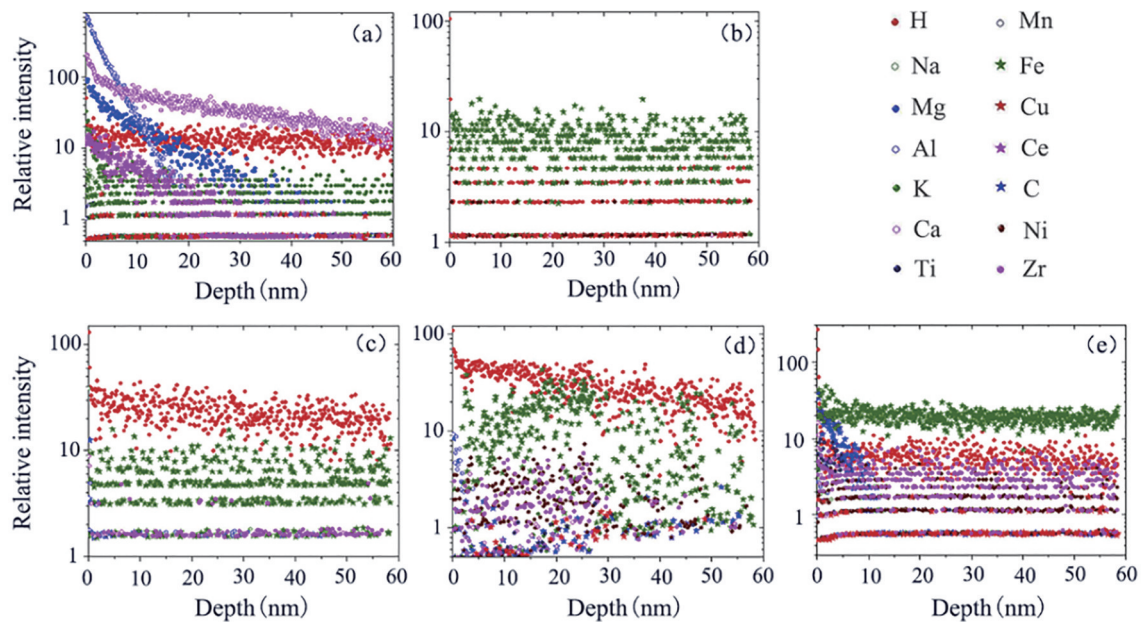 (a)
100
10
1
0 10 20 30 40 50 60
Relative intensity
Depth (nm)
(b)
100
10
1
0 10 20 30 40 50 60
Depth (nm)
H Mn
Na Fe
Mg Cu
Al Ce
K C
Ca Ni
Ti Zr
(c)
100
10
1
0 10 20 30 40 50 60
Relative intensity
Depth (nm)
(d)
100
10
1
0 10 20 30 40 50 60
Depth (nm)
(e)
100
10
1
0 10 20 30 40 50 60
Depth (nm)